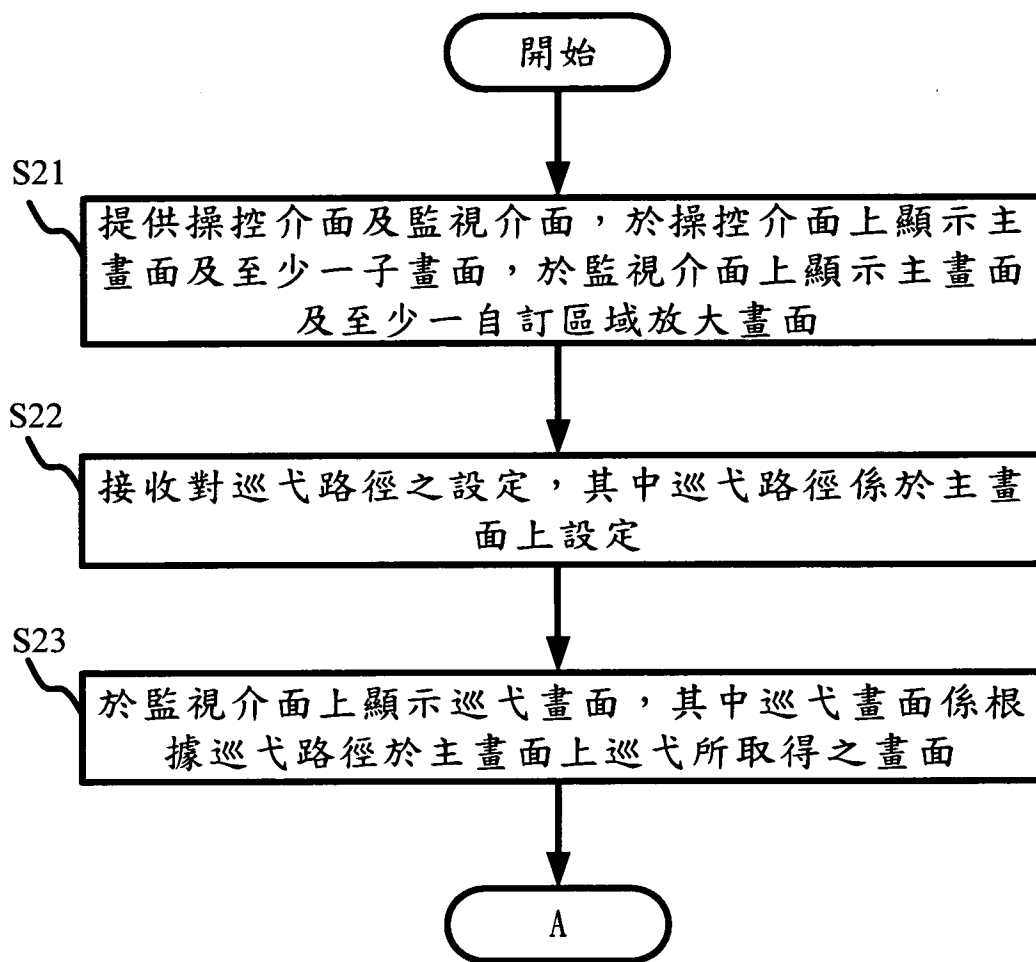 開始
S21
提供操控介面及監視介面，於操控介面上顯示主
畫面及至少一子畫面，於監視介面上顯示主畫面
及至少一自訂區域放大畫面
S22
接收對巡弋路徑之設定，其中巡弋路徑係於主畫
面上設定
S23
於監視介面上顯示巡弋畫面，其中巡弋畫面係根
據巡弋路徑於主畫面上巡弋所取得之畫面
A